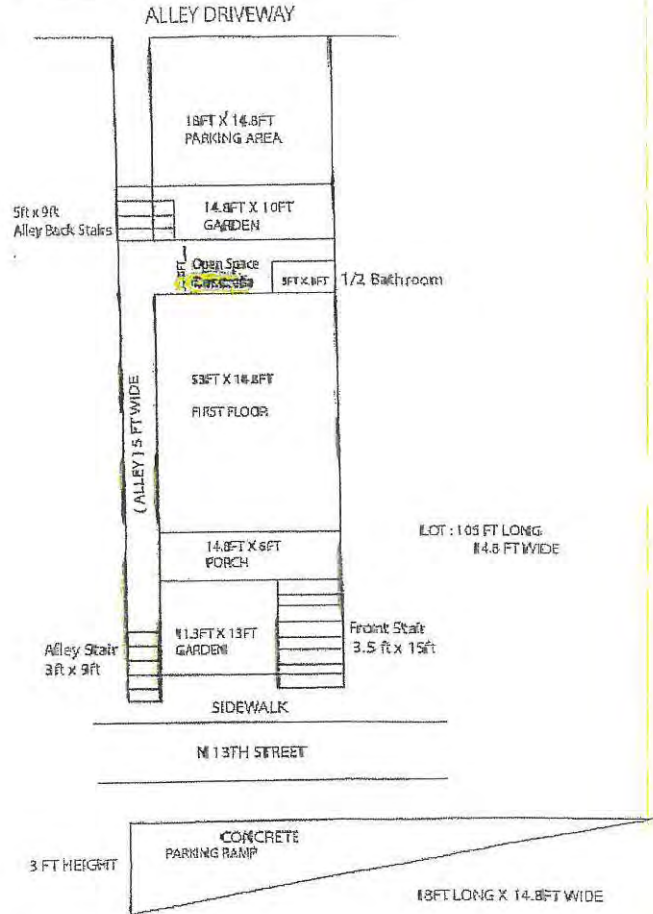 ALLEY DRIVEWAY
18FT X 14.8FT
PARKING AREA
5ft x 9ft
Alley Back Stairs
14.8FT X 10FT
GARDEN
Open Space
1/2 Bathroom
53FT X 14.8FT
FIRST FLOOR
( ALLEY ) 5 FT WIDE
LOT : 105 FT LONG
14.8 FT WIDE
14.8FT X 6FT
PORCH
11.3FT X 13FT
GARDEN
Front Stair
3.5 ft x 15ft
Alley Stair
3ft x 9ft
SIDEWALK
N 13TH STREET
CONCRETE
PARKING RAMP
3 FT HEIGHT
18FT LONG X 14.8FT WIDE